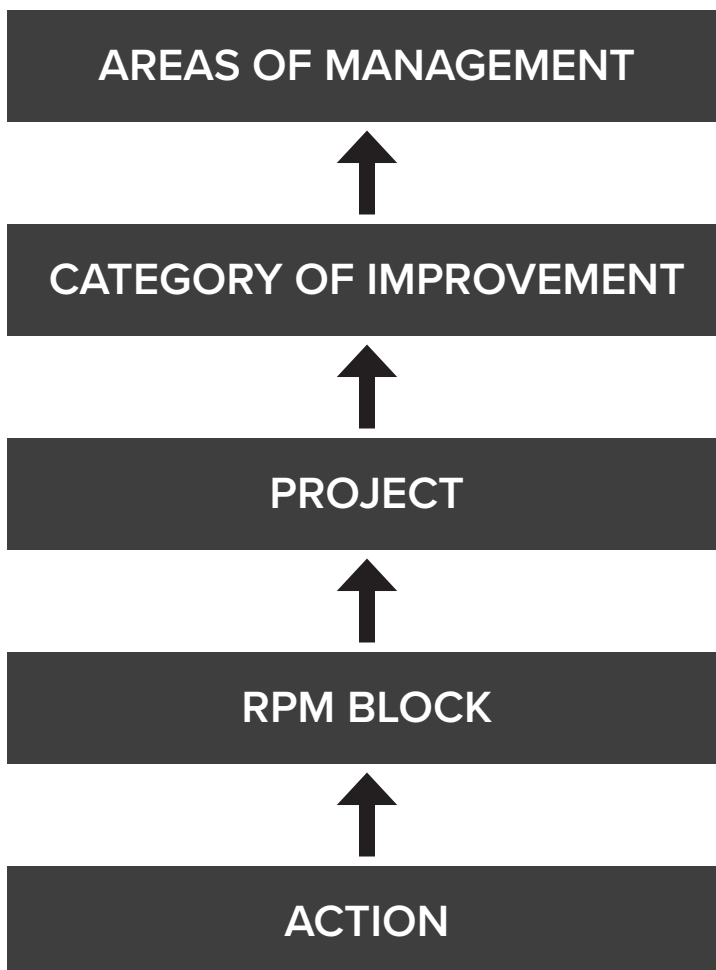 AREAS OF MANAGEMENT
CATEGORY OF IMPROVEMENT
PROJECT
RPM BLOCK
ACTION